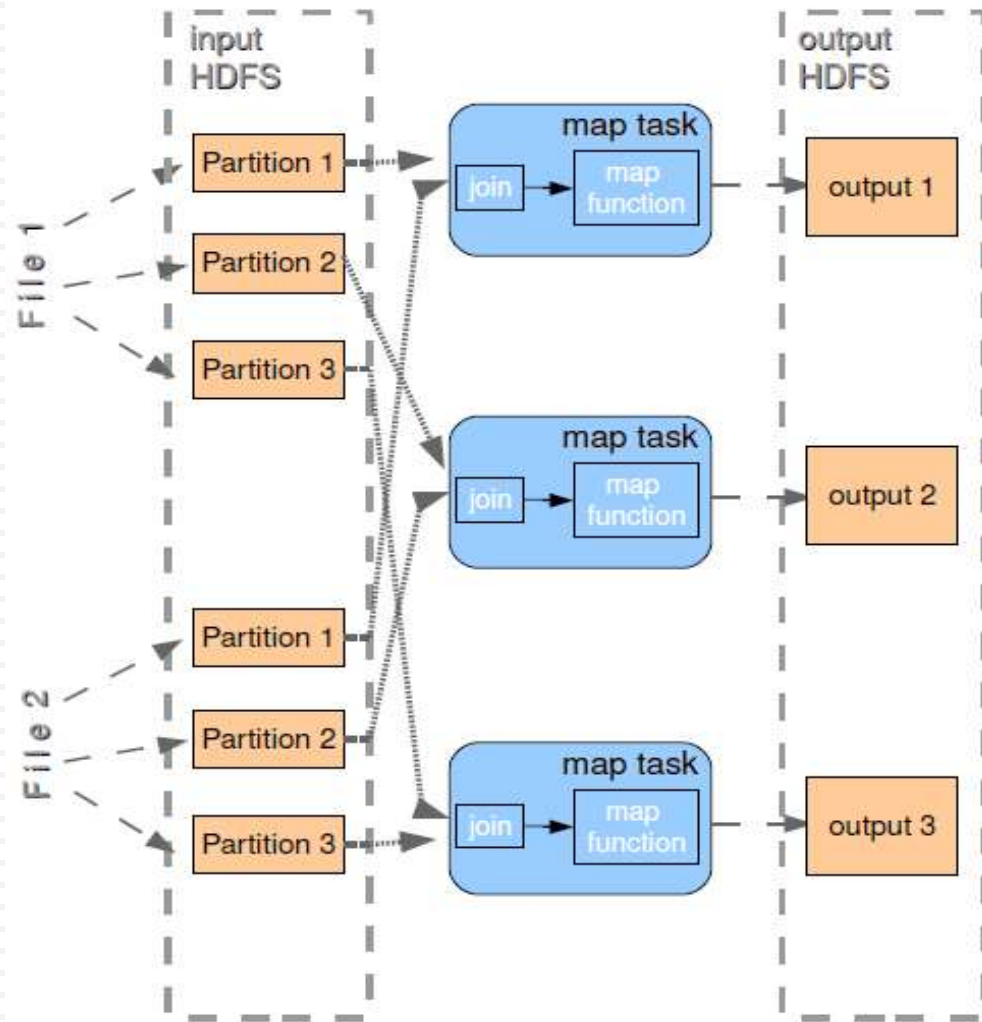 input
HDFS
output
HDFS
File 1
Partition 1
Partition 2
Partition 3
File 2
Partition 1
Partition 2
Partition 3
map task
join
map
function
map task
join
map
function
map task
join
map
function
output 1
output 2
output 3